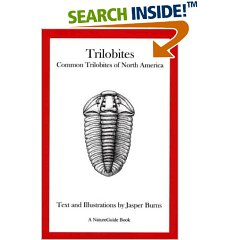 SEARCH INSIDE!™
Trilobites
Common Trilobites of North America
Text and Illustrations by Jasper Burns
A NatureGuide Book